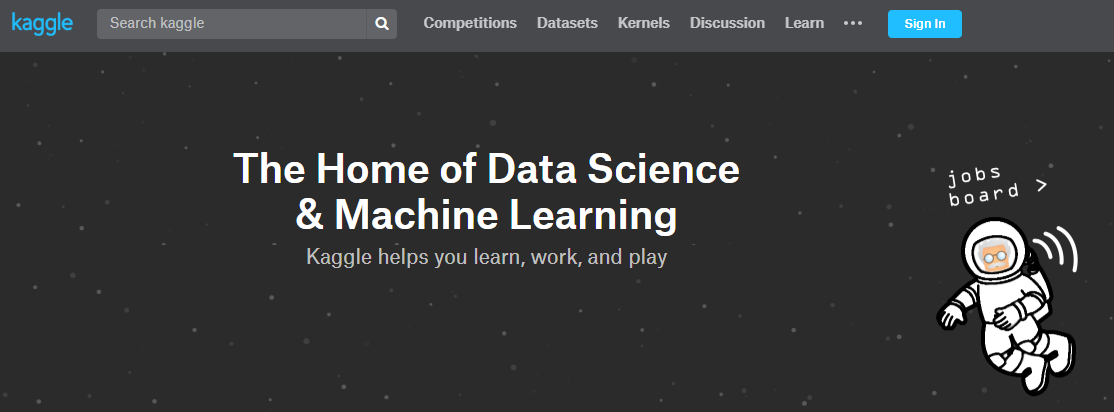 kaggle
Search kaggle
Competitions
Datasets
Kernels
Discussion
Learn
Sign In
The Home of Data Science
& Machine Learning
Kaggle helps you learn, work, and play
jobs
board >